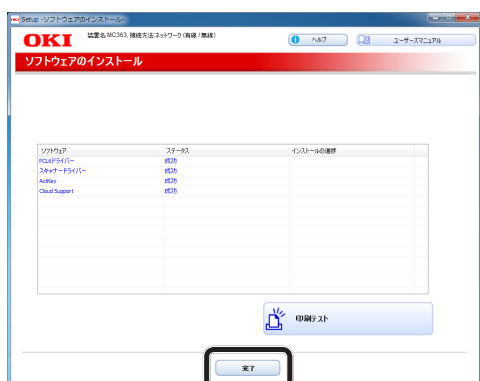 Setup -ソフトウェアのインストール-
OKI
装置名:MC363, 接続方法:ネットワーク(有線/無線)
ヘルプ
ユーザーズマニュアル
ソフトウェアのインストール
ソフトウェア ステータス インストールの進捗
PCL6ドライバー 成功
スキャナードライバー 成功
ActKey 成功
Cloud Support 成功
印刷テスト
完了